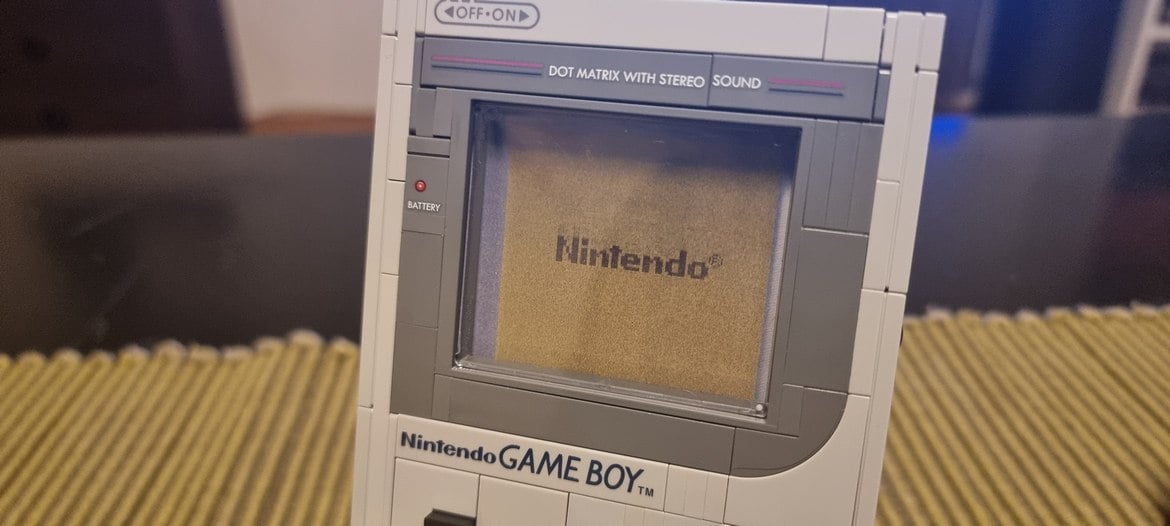 ◀OFF•ON▶
DOT MATRIX WITH STEREO SOUND
BATTERY
Nintendo®
Nintendo GAME BOY™